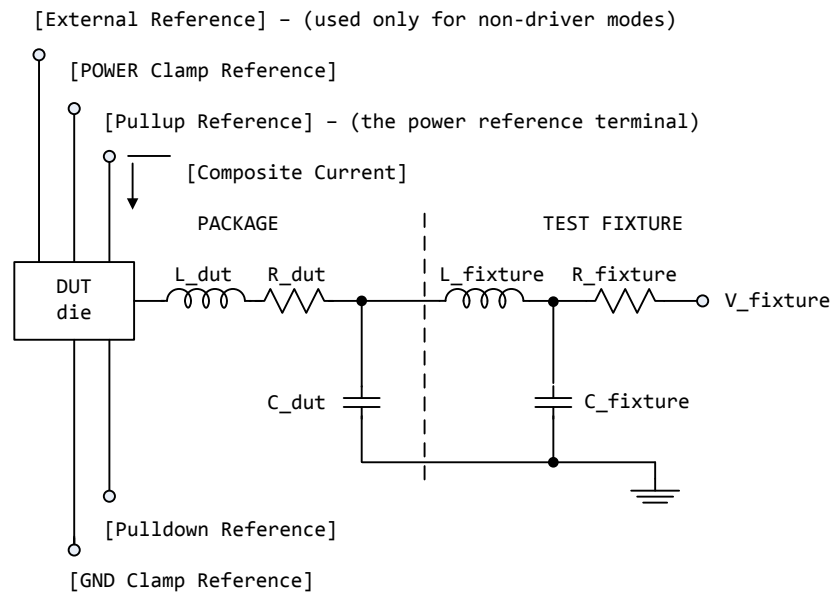 [External Reference] – (used only for non-driver modes)
[POWER Clamp Reference]
[Pullup Reference] – (the power reference terminal)
[Composite Current]
PACKAGE
TEST FIXTURE
L_dut
R_dut
L_fixture
R_fixture
DUT
die
V_fixture
C_dut
C_fixture
[Pulldown Reference]
[GND Clamp Reference]